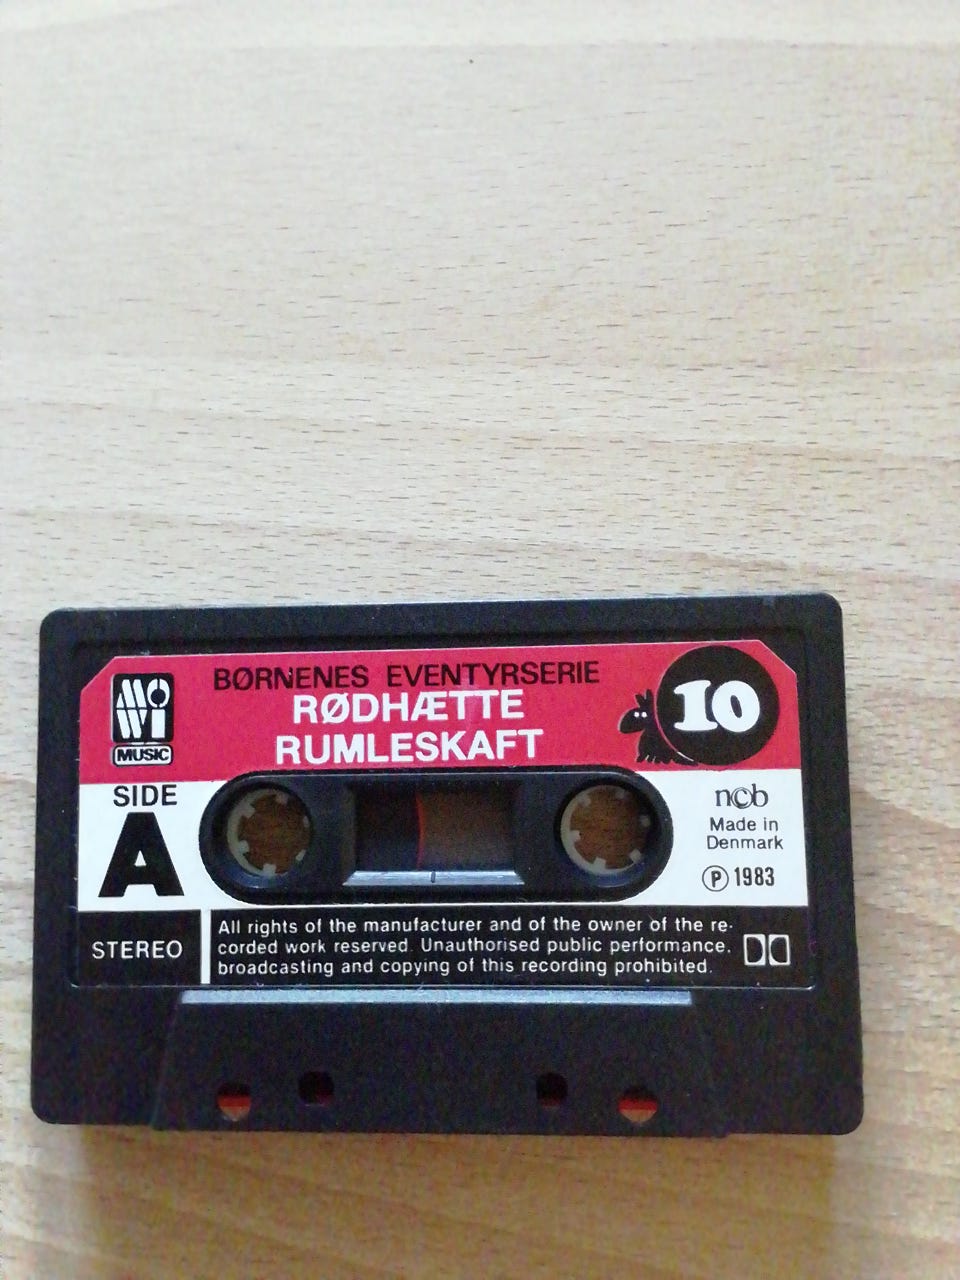 MOWI
MUSIC
BØRNENES EVENTYRSERIE
RØDHÆTTE
RUMLESKAFT
10
SIDE
A
ncb
Made in
Denmark
Ⓟ 1983
STEREO
All rights of the manufacturer and of the owner of the re-
corded work reserved. Unauthorised public performance.
broadcasting and copying of this recording prohibited.